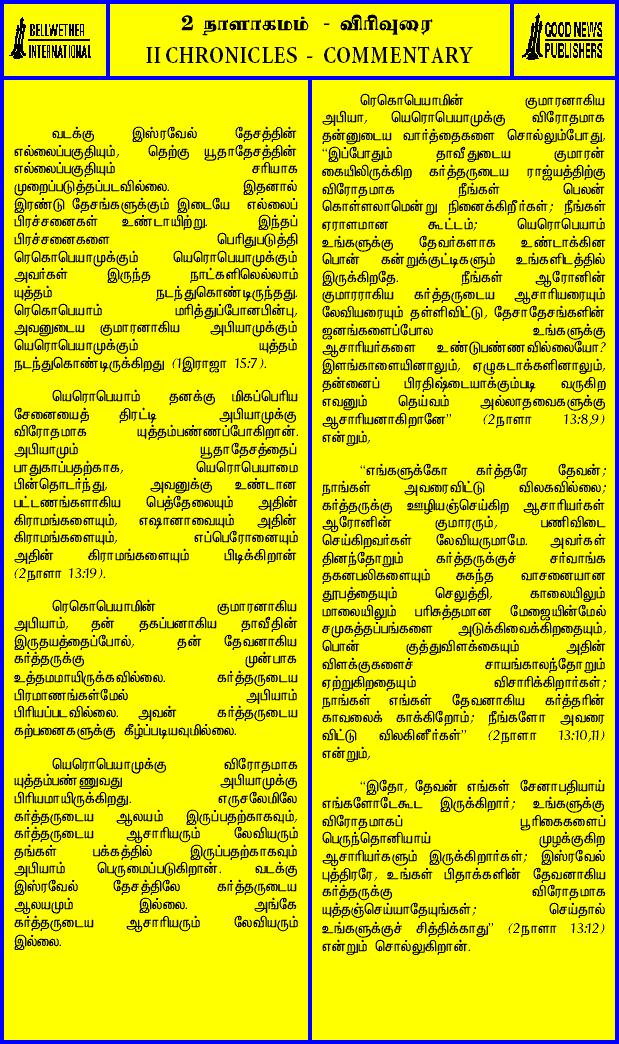 BELLWETHER
INTERNATIONAL
2 நாளாகமம் - விரிவுரை
II CHRONICLES - COMMENTARY
GOOD NEWS
PUBLISHERS
வடக்கு இஸ்ரவேல் தேசத்தின்
எல்லைப்பகுதியும், தெற்கு யூதாதேசத்தின்
எல்லைப்பகுதியும் சரியாக
முறைப்படுத்தப்படவில்லை. இதனால்
இரண்டு தேசங்களுக்கும் இடையே எல்லைப்
பிரச்சனைகள் உண்டாயிற்று. இந்தப்
பிரச்சனைகளை பெரிதுபடுத்தி
ரெகொபெயாமுக்கும் யெரொபெயாமுக்கும்
அவர்கள் இருந்த நாட்களிலெல்லாம்
யுத்தம் நடந்துகொண்டிருந்தது.
ரெகொபெயாம் மரித்துப்போனபின்பு,
அவனுடைய குமாரனாகிய அபியாமுக்கும்
யெரொபெயாமுக்கும் யுத்தம்
நடந்துகொண்டிருக்கிறது (1இராஜா 15:7).
யெரொபெயாம் தனக்கு மிகப்பெரிய
சேனையைத் திரட்டி அபியாமுக்கு
விரோதமாக யுத்தம்பண்ணப்போகிறான்.
அபியாமும் யூதாதேசத்தைப்
பாதுகாப்பதற்காக, யெரொபெயாமை
பின்தொடர்ந்து, அவனுக்கு உண்டான
பட்டணங்களாகிய பெத்தேலையும் அதின்
கிராமங்களையும், எஷானாவையும் அதின்
கிராமங்களையும், எப்பெரோனையும்
அதின் கிராமங்களையும் பிடிக்கிறான்
(2நாளா 13:19).
ரெகொபெயாமின் குமாரனாகிய
அபியாம், தன் தகப்பனாகிய தாவீதின்
இருதயத்தைப்போல், தன் தேவனாகிய
கர்த்தருக்கு முன்பாக
உத்தமமாயிருக்கவில்லை. கர்த்தருடைய
பிரமாணங்கள்மேல் அபியாம்
பிரியப்படவில்லை. அவன் கர்த்தருடைய
கற்பனைகளுக்கு கீழ்ப்படியவுமில்லை.
யெரொபெயாமுக்கு விரோதமாக
யுத்தம்பண்ணுவது அபியாமுக்கு
பிரியமாயிருக்கிறது. எருசலேமிலே
கர்த்தருடைய ஆலயம் இருப்பதற்காகவும்,
கர்த்தருடைய ஆசாரியரும் லேவியரும்
தங்கள் பக்கத்தில் இருப்பதற்காகவும்
அபியாம் பெருமைப்படுகிறான். வடக்கு
இஸ்ரவேல் தேசத்திலே கர்த்தருடைய
ஆலயமும் இல்லை. அங்கே
கர்த்தருடைய ஆசாரியரும் லேவியரும்
இல்லை.
ரெகொபெயாமின் குமாரனாகிய
அபியா, யெரொபெயாமுக்கு விரோதமாக
தன்னுடைய வார்த்தைகளை சொல்லும்போது,
“இப்போதும் தாவீதுடைய குமாரன்
கையிலிருக்கிற கர்த்தருடைய ராஜ்யத்திற்கு
விரோதமாக நீங்கள் பெலன்
கொள்ளலாமென்று நினைக்கிறீர்கள்; நீங்கள்
ஏராளமான கூட்டம்; யெரொபெயாம்
உங்களுக்கு தேவர்களாக உண்டாக்கின
பொன் கன்றுக்குட்டிகளும் உங்களிடத்தில்
இருக்கிறதே. நீங்கள் ஆரோனின்
குமாரராகிய கர்த்தருடைய ஆசாரியரையும்
லேவியரையும் தள்ளிவிட்டு, தேசாதேசங்களின்
ஜனங்களைப்போல உங்களுக்கு
ஆசாரியர்களை உண்டுபண்ணவில்லையோ?
இளங்காளையினாலும், ஏழுகடாக்களினாலும்,
தன்னைப் பிரதிஷ்டையாக்கும்படி வருகிற
எவனும் தெய்வம் அல்லாதவைகளுக்கு
ஆசாரியனாகிறானே” (2நாளா 13:8,9)
என்றும்,
“எங்களுக்கோ கர்த்தரே தேவன்;
நாங்கள் அவரைவிட்டு விலகவில்லை;
கர்த்தருக்கு ஊழியஞ்செய்கிற ஆசாரியர்கள்
ஆரோனின் குமாரரும், பணிவிடை
செய்கிறவர்கள் லேவியருமாமே. அவர்கள்
தினந்தோறும் கர்த்தருக்குச் சர்வாங்க
தகனபலிகளையும் சுகந்த வாசனையான
தூபத்தையும் செலுத்தி, காலையிலும்
மாலையிலும் பரிசுத்தமான மேஜையின்மேல்
சமுகத்தப்பங்களை அடுக்கிவைக்கிறதையும்,
பொன் குத்துவிளக்கையும் அதின்
விளக்குகளைச் சாயங்காலந்தோறும்
ஏற்றுகிறதையும் விசாரிக்கிறார்கள்;
நாங்கள் எங்கள் தேவனாகிய கர்த்தரின்
காவலைக் காக்கிறோம்; நீங்களோ அவரை
விட்டு விலகினீர்கள்” (2நாளா 13:10,11)
என்றும்,
“இதோ, தேவன் எங்கள் சேனாபதியாய்
எங்களோடேகூட இருக்கிறார்; உங்களுக்கு
விரோதமாகப் பூரிகைகளைப்
பெருந்தொனியாய் முழக்குகிற
ஆசாரியர்களும் இருக்கிறார்கள்; இஸ்ரவேல்
புத்திரரே, உங்கள் பிதாக்களின் தேவனாகிய
கர்த்தருக்கு விரோதமாக
யுத்தஞ்செய்யாதேயுங்கள்; செய்தால்
உங்களுக்குச் சித்திக்காது” (2நாளா 13:12)
என்றும் சொல்லுகிறான்.